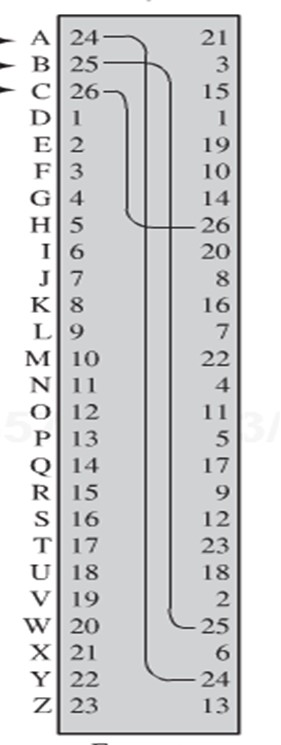 A 24 21
B 25 3
C 26 15
D 1 1
E 2 19
F 3 10
G 4 14
H 5 26
I 6 20
J 7 8
K 8 16
L 9 7
M 10 22
N 11 4
O 12 11
P 13 5
Q 14 17
R 15 9
S 16 12
T 17 23
U 18 18
V 19 2
W 20 25
X 21 6
Y 22 24
Z 23 13